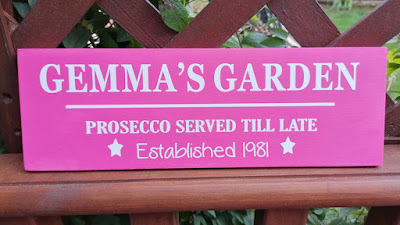 GEMMA'S GARDEN
PROSECCO SERVED TILL LATE
Established 1981